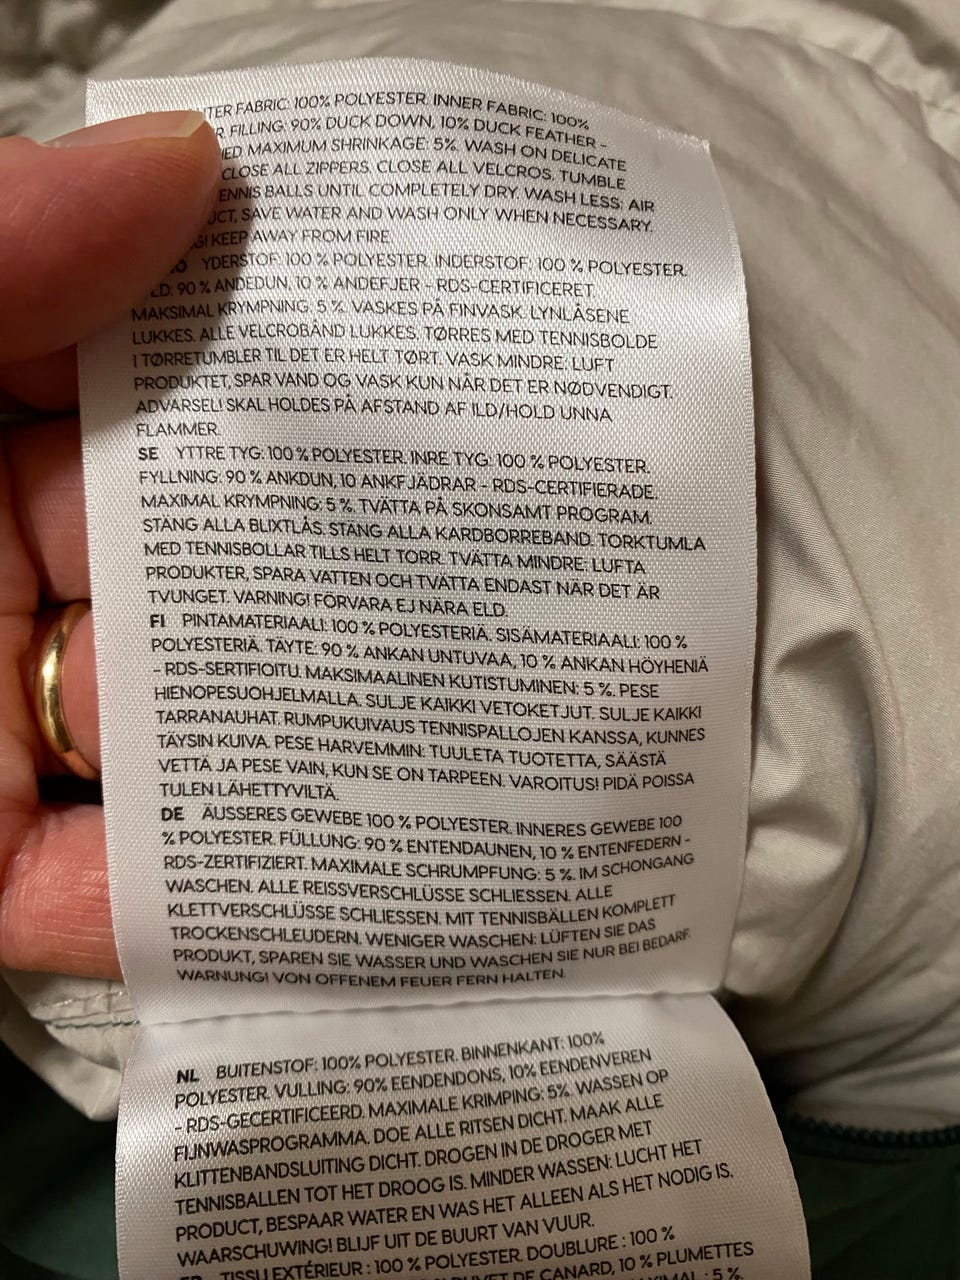 OUTER FABRIC: 100% POLYESTER. INNER FABRIC: 100%
FILLING: 90% DUCK DOWN, 10% DUCK FEATHER -
MAXIMUM SHRINKAGE: 5%. WASH ON DELICATE
CLOSE ALL ZIPPERS. CLOSE ALL VELCROS. TUMBLE
TENNIS BALLS UNTIL COMPLETELY DRY. WASH LESS: AIR
SAVE WATER AND WASH ONLY WHEN NECESSARY.
KEEP AWAY FROM FIRE.
YDERSTOF: 100 % POLYESTER. INDERSTOF: 100 % POLYESTER.
90 % ANDEDUN, 10 % ANDEFJER - RDS-CERTIFICERET.
MAKSIMAL KRYMPNING: 5 %. VASKES PÅ FINVASK. LYNLÅSENE
LUKKES. ALLE VELCROBÅND LUKKES. TØRRES MED TENNISBOLDE
I TØRRETUMBLER TIL DET ER HELT TØRT. VASK MINDRE: LUFT
PRODUKTET, SPAR VAND OG VASK KUN NÅR DET ER NØDVENDIGT.
ADVARSEL! SKAL HOLDES PÅ AFSTAND AF ILD/HOLD UNNA
FLAMMER.
SE YTTRE TYG: 100 % POLYESTER. INRE TYG: 100 % POLYESTER.
FYLLNING: 90 % ANKDUN, 10 ANKFJÄDRAR - RDS-CERTIFIERADE.
MAXIMAL KRYMPNING: 5 %. TVÄTTA PÅ SKONSAMT PROGRAM.
STÄNG ALLA BLIXTLÅS. STÄNG ALLA KARDBORREBAND. TORKTUMLA
MED TENNISBOLLAR TILLS HELT TORR. TVÄTTA MINDRE: LUFTA
PRODUKTER, SPARA VATTEN OCH TVÄTTA ENDAST NÄR DET ÄR
TVUNGET. VARNING! FÖRVARA EJ NÄRA ELD.
FI PINTAMATERIAALI: 100 % POLYESTERIÄ. SISÄMATERIAALI: 100 %
POLYESTERIÄ. TÄYTE: 90 % ANKAN UNTUVAA, 10 % ANKAN HÖYHENIÄ
- RDS-SERTIFIOITU. MAKSIMAALINEN KUTISTUMINEN: 5 %. PESE
HIENOPESUOHJELMALLA. SULJE KAIKKI VETOKETJUT. SULJE KAIKKI
TARRANAUHAT. RUMPUKUIVAUS TENNISPALLOJEN KANSSA, KUNNES
TÄYSIN KUIVA. PESE HARVEMMIN: TUULETA TUOTETTA, SÄÄSTÄ
VETTÄ JA PESE VAIN, KUN SE ON TARPEEN. VAROITUS! PIDÄ POISSA
TULEN LÄHETTYVILTÄ.
DE ÄUSSERES GEWEBE 100 % POLYESTER. INNERES GEWEBE 100
% POLYESTER. FÜLLUNG: 90 % ENTENDAUNEN, 10 % ENTENFEDERN -
RDS-ZERTIFIZIERT. MAXIMALE SCHRUMPFUNG: 5 %. IM SCHONGANG
WASCHEN. ALLE REISSVERSCHLÜSSE SCHLIESSEN. ALLE
KLETTVERSCHLÜSSE SCHLIESSEN. MIT TENNISBÄLLEN KOMPLETT
TROCKENSCHLEUDERN. WENIGER WASCHEN: LÜFTEN SIE DAS
PRODUKT, SPAREN SIE WASSER UND WASCHEN SIE NUR BEI BEDARF.
WARNUNG! VON OFFENEM FEUER FERN HALTEN.
NL BUITENSTOF: 100% POLYESTER. BINNENKANT: 100%
POLYESTER. VULLING: 90% EENDENDONS, 10% EENDENVEREN
- RDS-GECERTIFICEERD. MAXIMALE KRIMPING: 5%. WASSEN OP
FIJNWASPROGRAMMA. DOE ALLE RITSEN DICHT. MAAK ALLE
KLITTENBANDSLUITING DICHT. DROGEN IN DE DROGER MET
TENNISBALLEN TOT HET DROOG IS. MINDER WASSEN: LUCHT HET
PRODUCT, BESPAAR WATER EN WAS HET ALLEEN ALS HET NODIG IS.
WAARSCHUWING! BLIJF UIT DE BUURT VAN VUUR.
TISSU EXTÉRIEUR : 100 % POLYESTER. DOUBLURE : 100 %
DUVET DE CANARD, 10 % PLUMETTES
: 5 %.